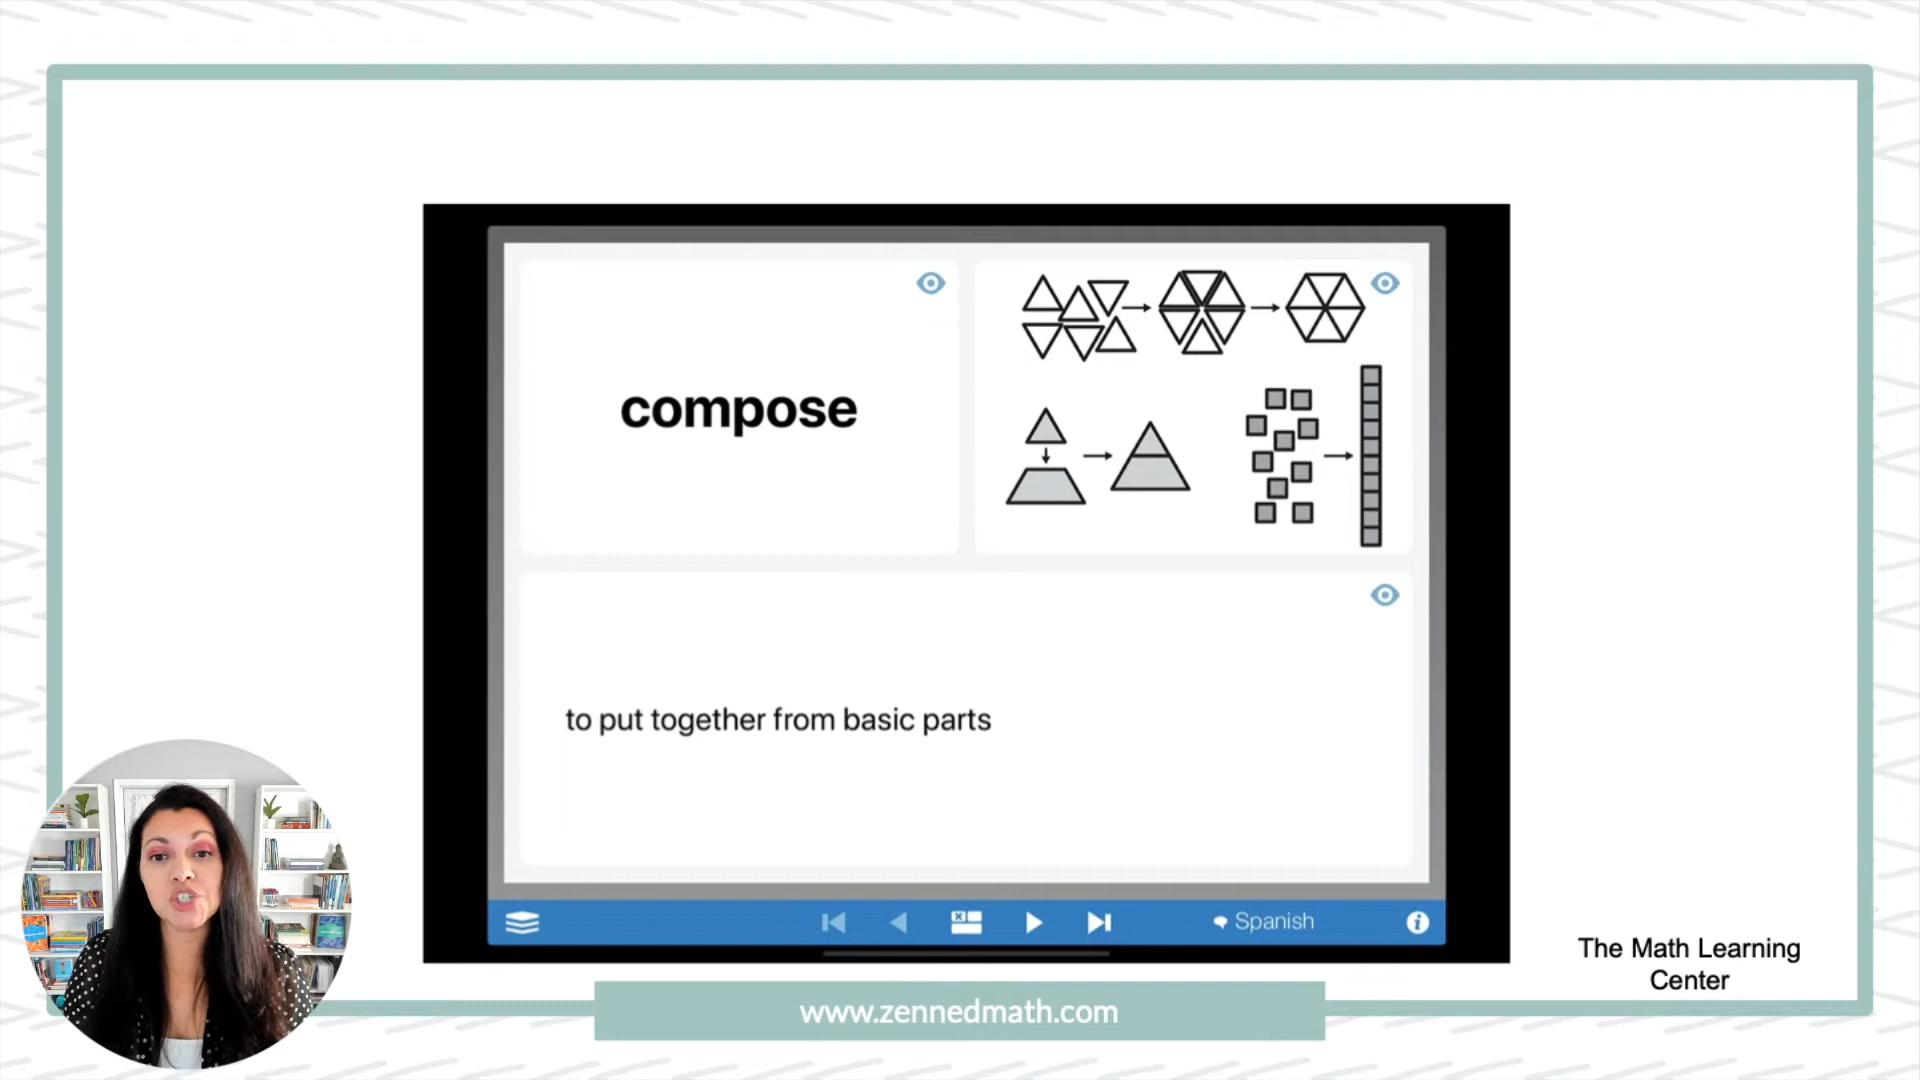 compose
to put together from basic parts
Spanish
The Math Learning
Center
www.zennedmath.com